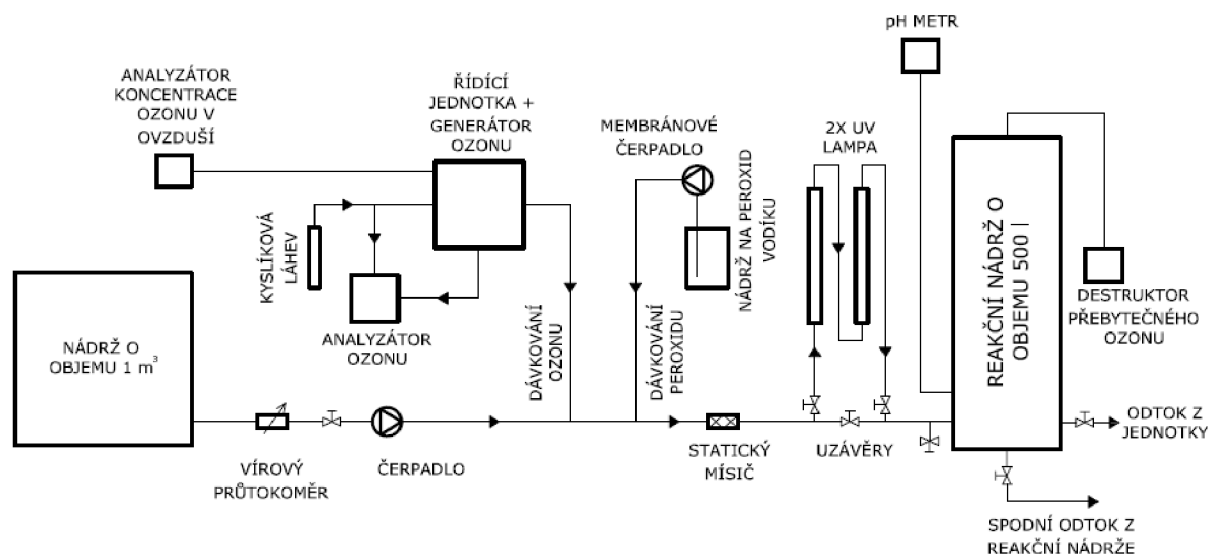 pH METR
ANALYZÁTOR
KONCENTRACE
OZONU V
OVZDUŠÍ
ŘÍDÍCÍ
JEDNOTKA +
GENERÁTOR
OZONU
MEMBRÁNOVÉ
ČERPADLO
2X UV
LAMPA
KYSLÍKOVÁ
LÁHEV
NÁDRŽ NA PEROXID
VODÍKU
REAKČNÍ NÁDRŽ O
OBJEMU 500 l
DESTRUKTOR
PŘEBYTEČNÉHO
OZONU
ANALYZÁTOR
OZONU
NÁDRŽ O
OBJEMU 1 m³
DÁVKOVÁNÍ
OZONU
DÁVKOVÁNÍ
PEROXIDU
VÍROVÝ
PRŮTOKOMĚR
ČERPADLO
STATICKÝ
MÍSIČ
UZÁVĚRY
ODTOK Z
JEDNOTKY
SPODNÍ ODTOK Z
REAKČNÍ NÁDRŽE